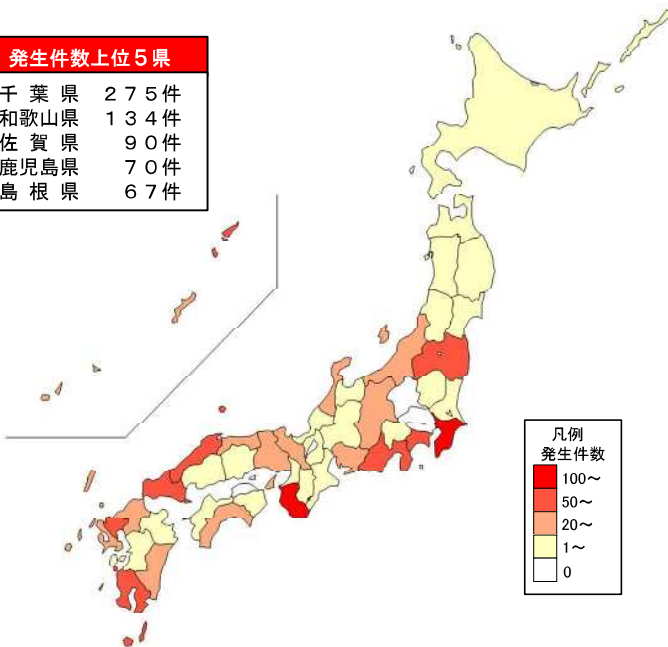 発生件数上位５県
千葉県 ２７５件
和歌山県 １３４件
佐賀県 ９０件
鹿児島県 ７０件
島根県 ６７件
凡例
発生件数
100～
50～
20～
1～
0